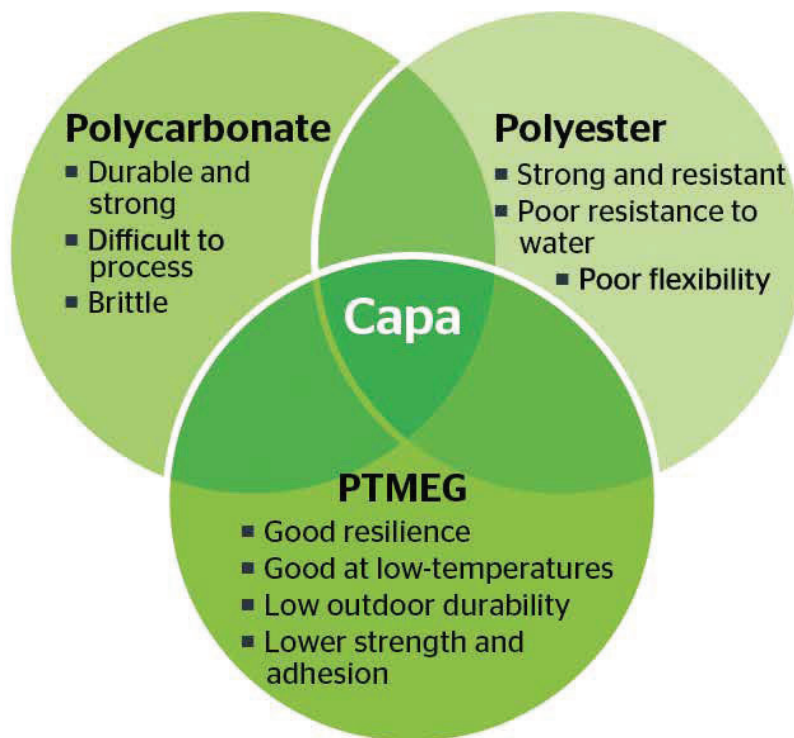 Polycarbonate
▪ Durable and
strong
▪ Difficult to
process
▪ Brittle
Polyester
▪ Strong and resistant
▪ Poor resistance to
water
▪ Poor flexibility
Capa
PTMEG
▪ Good resilience
▪ Good at low-temperatures
▪ Low outdoor durability
▪ Lower strength and
adhesion